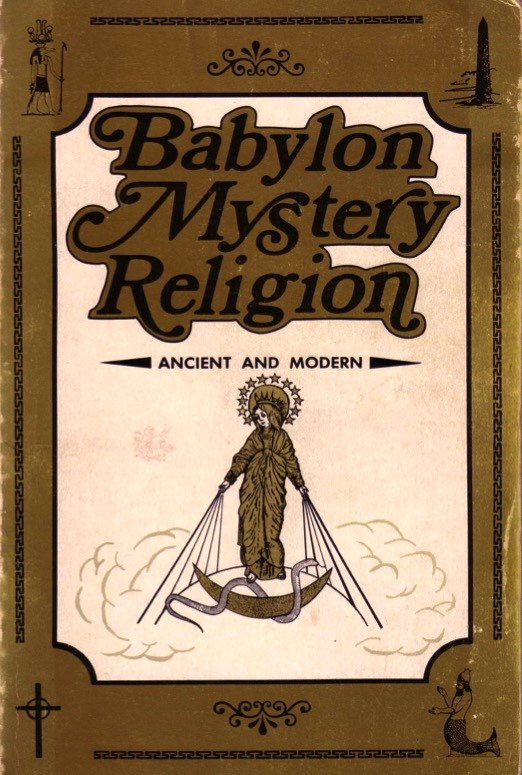 Babylon
Mystery
Religion
ANCIENT AND MODERN